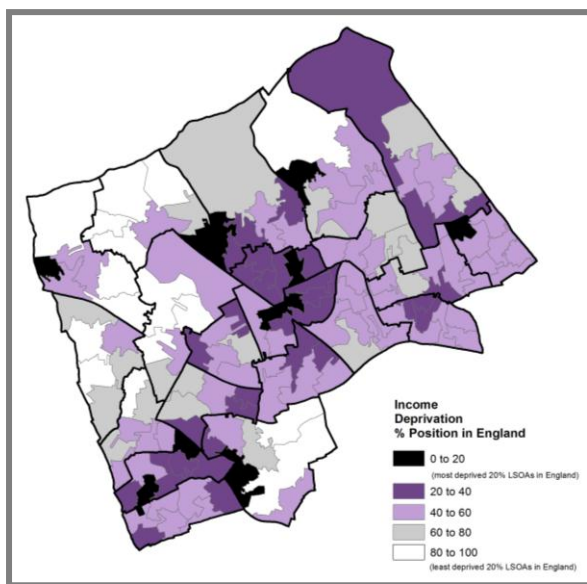 Income
Deprivation
% Position in England
0 to 20
(most deprived 20% LSOAs in England)
20 to 40
40 to 60
60 to 80
80 to 100
(least deprived 20% LSOAs in England)